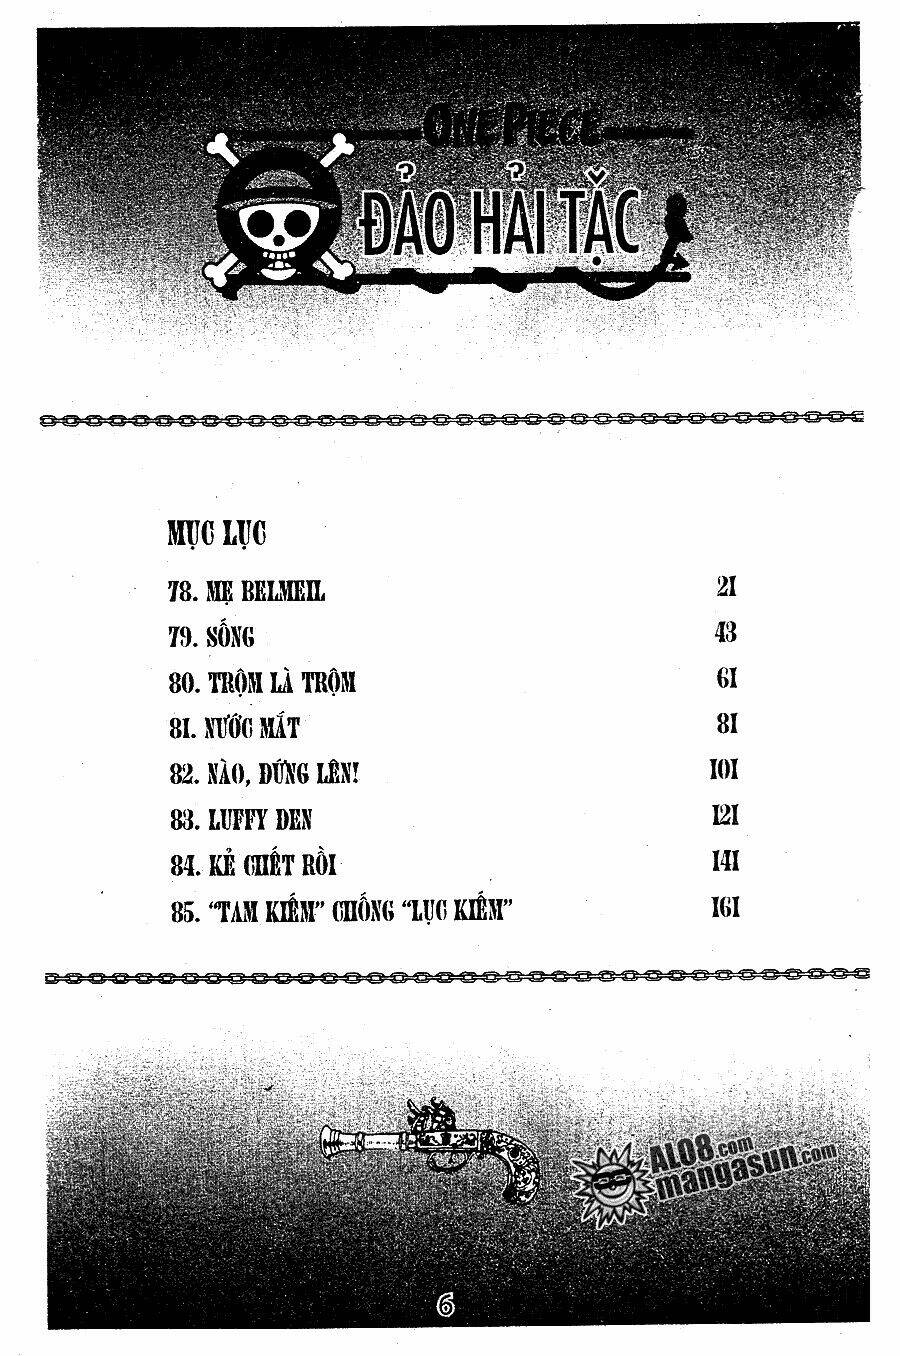 ONE PIECE
ĐẢO HẢI TẶC
MỤC LỤC
78. MẸ BELMEIL 21
79. SỐNG 43
80. TRỘM LÀ TRỘM 61
81. NƯỚC MẮT 81
82. NÀO, ĐỨNG LÊN! 101
83. LUFFY ĐEN 121
84. KẺ CHẾT RỒI 141
85. “TAM KIẾM” CHỐNG “LỤC KIẾM” 161
ALO8.com
mangasun.com
6